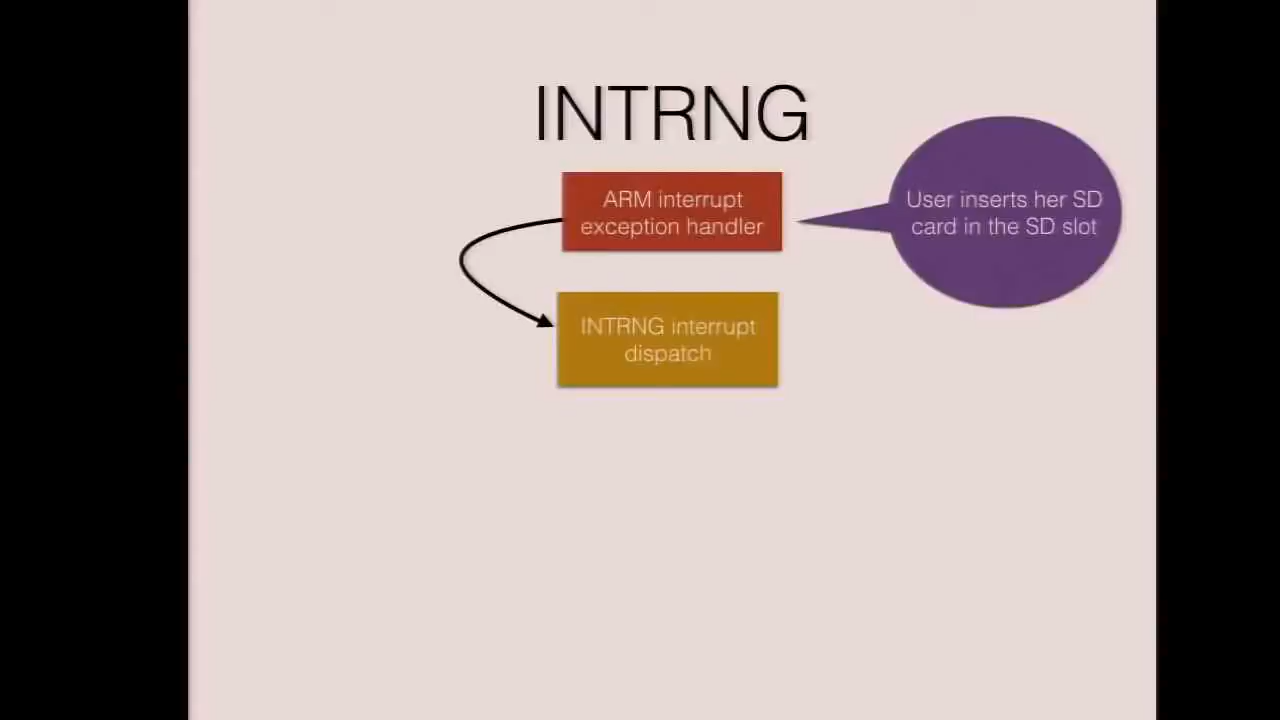 INTRNG
ARM interrupt
exception handler
User inserts her SD
card in the SD slot
INTRNG interrupt
dispatch